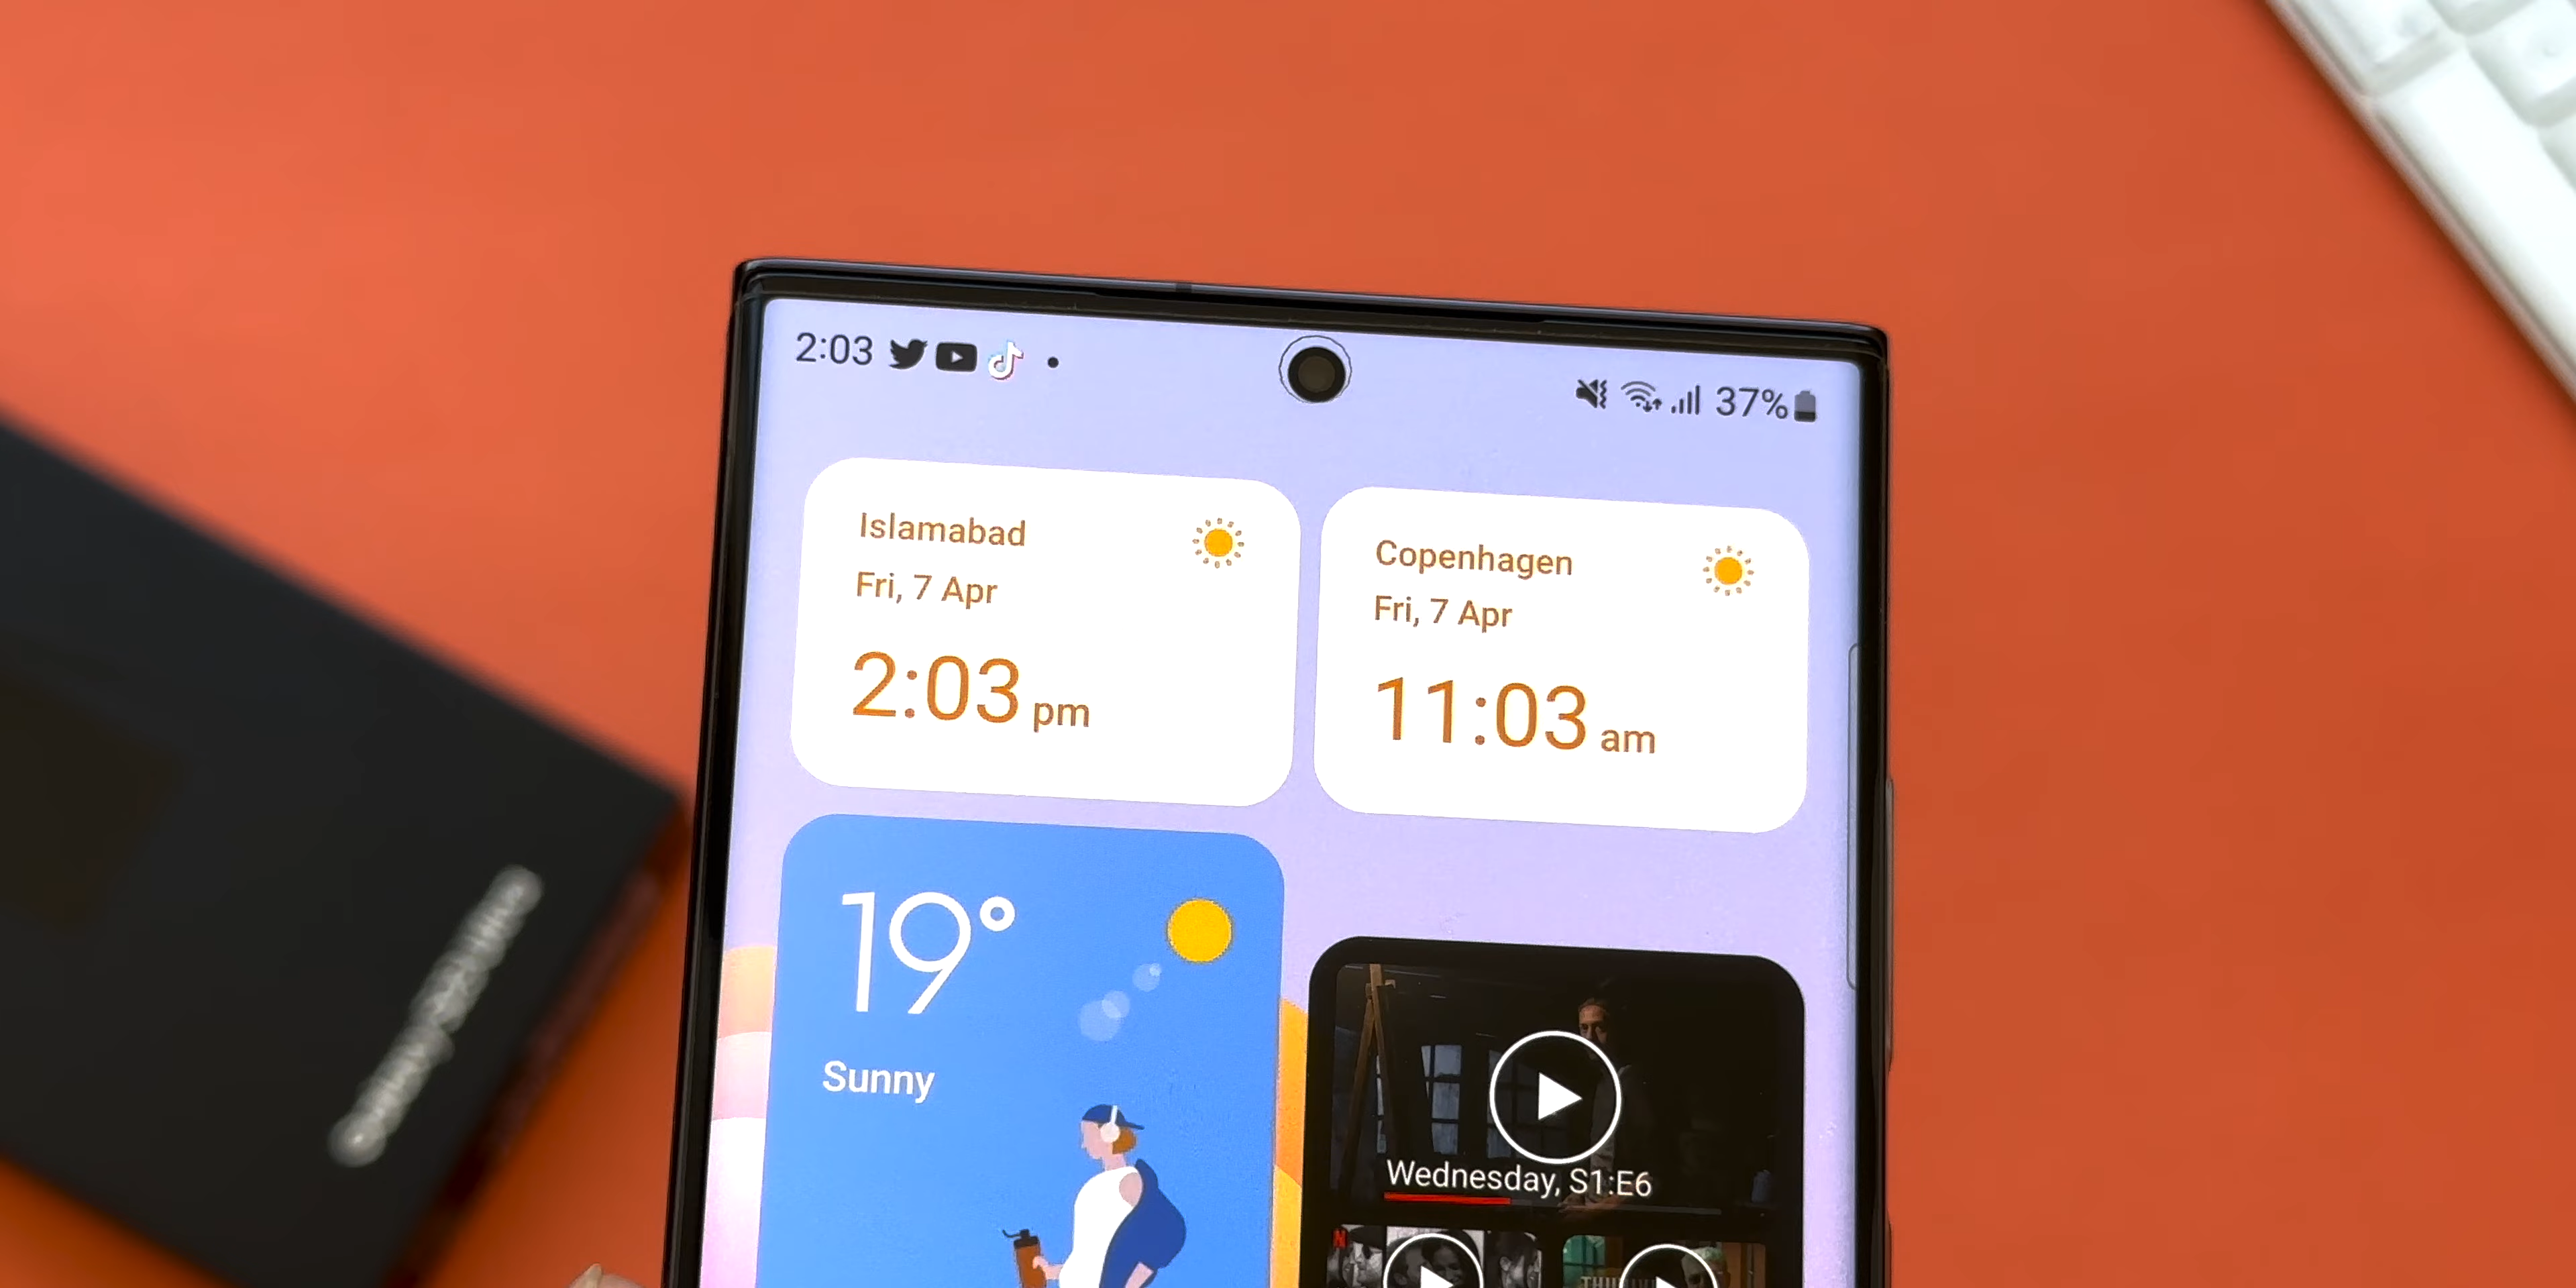 2:03
37%
Islamabad
Fri, 7 Apr
2:03 pm
Copenhagen
Fri, 7 Apr
11:03 am
19°
Sunny
Wednesday, S1:E6
N